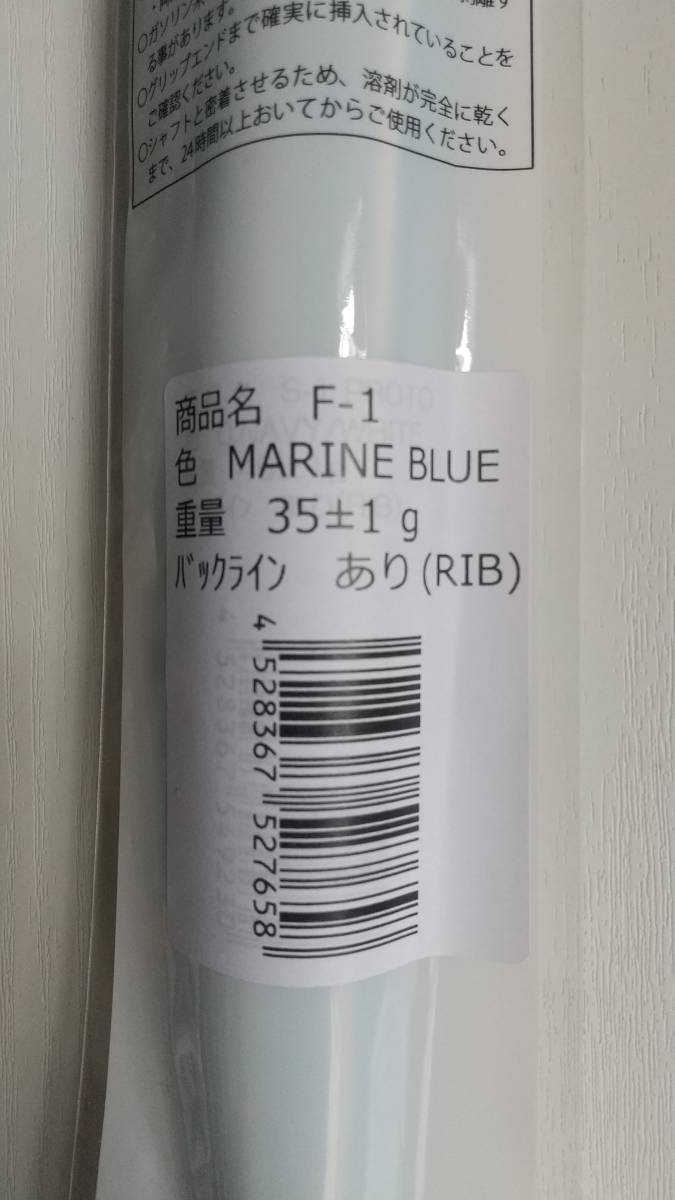 ○ガソリン
る事があります。
○グリップエンドまで確実に挿入されていることを
ご確認ください。
○シャフトと密着させるため、溶剤が完全に乾く
まで、24時間以上おいてからご使用ください。
商品名 F-1
色 MARINE BLUE
重量 35±1 g
ﾊﾞｯｸﾗｲﾝ あり(RIB)
4 528367 527658